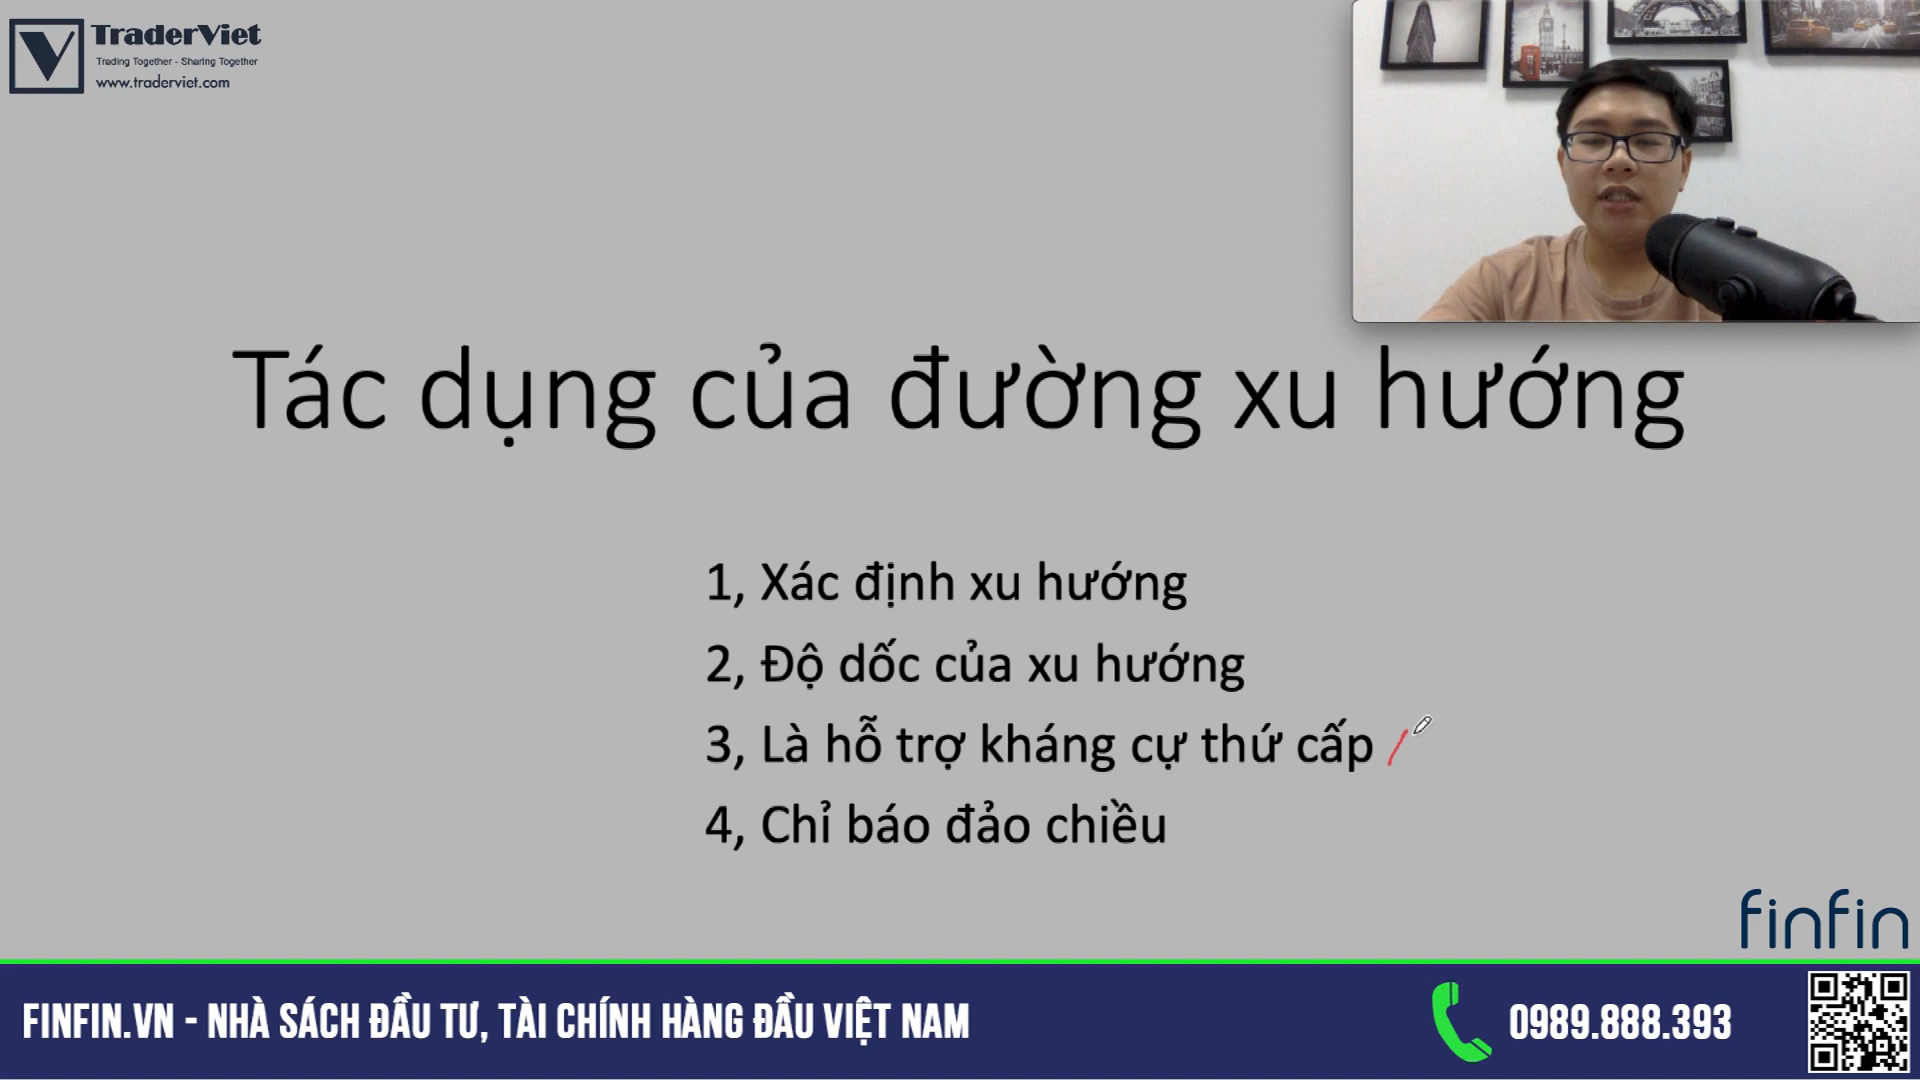 TraderViet
Trading Together - Sharing Together
www.traderviet.com
Tác dụng của đường xu hướng
1, Xác định xu hướng
2, Độ dốc của xu hướng
3, Là hỗ trợ kháng cự thứ cấp
4, Chỉ báo đảo chiều
finfin
FINFIN.VN - NHÀ SÁCH ĐẦU TƯ, TÀI CHÍNH HÀNG ĐẦU VIỆT NAM
0989.888.393